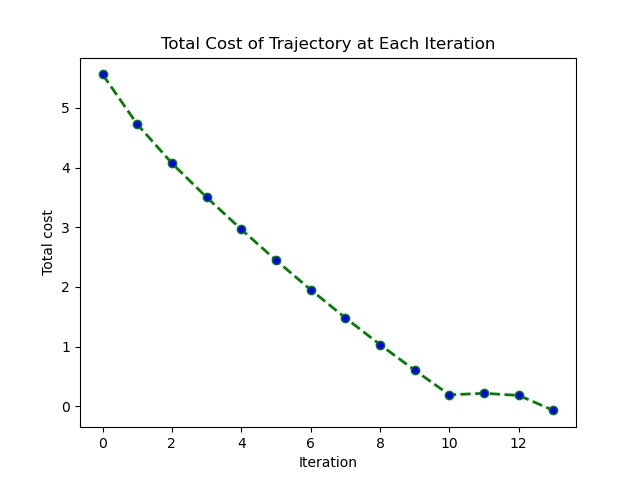 Total Cost of Trajectory at Each Iteration
Total cost
5
4
3
2
1
0
0 2 4 6 8 10 12
Iteration